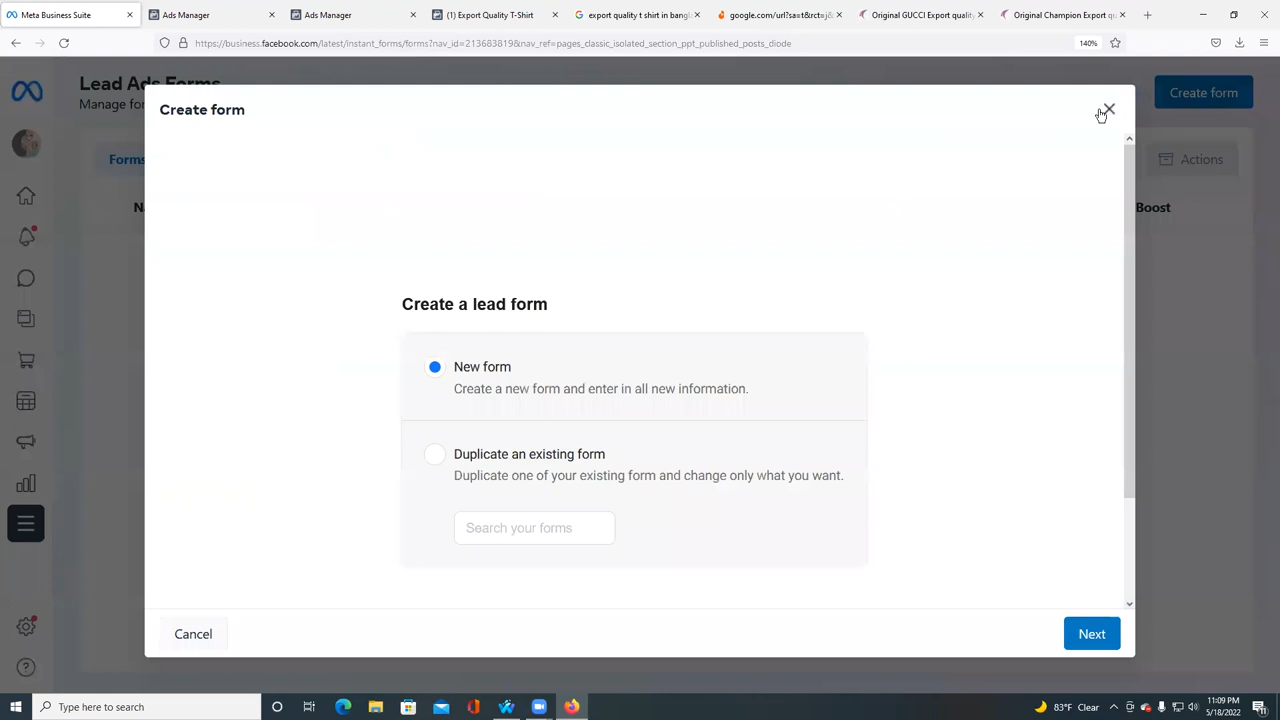 Meta Business Suite
Ads Manager
Ads Manager
(1) Export Quality T-Shirt
export quality t shirt in bangl
google.com/url?sa=t&rct=j&
Original GUCCI Export quality
Original Champion Export qu
https://business.facebook.com/latest/instant_forms/forms?nav_id=213683819&nav_ref=pages_classic_isolated_section_ppt_published_posts_diode
140%
Lead Ads Forms
Manage for
Create form
Create form
Forms
Actions
Na
Boost
Create a lead form
New form
Create a new form and enter in all new information.
Duplicate an existing form
Duplicate one of your existing form and change only what you want.
Search your forms
Cancel
Next
Type here to search
83°F Clear
11:09 PM
5/18/2022